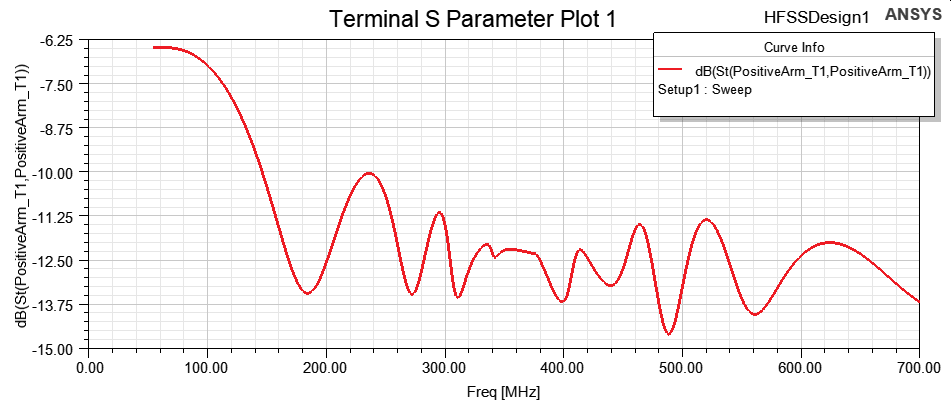 Terminal S Parameter Plot 1
HFSSDesign1
ANSYS
Curve Info
dB(St(PositiveArm_T1,PositiveArm_T1))
Setup1 : Sweep
dB(St(PositiveArm_T1,PositiveArm_T1))
-6.25
-7.50
-8.75
-10.00
-11.25
-12.50
-13.75
-15.00
0.00 100.00 200.00 300.00 400.00 500.00 600.00 700.00
Freq [MHz]